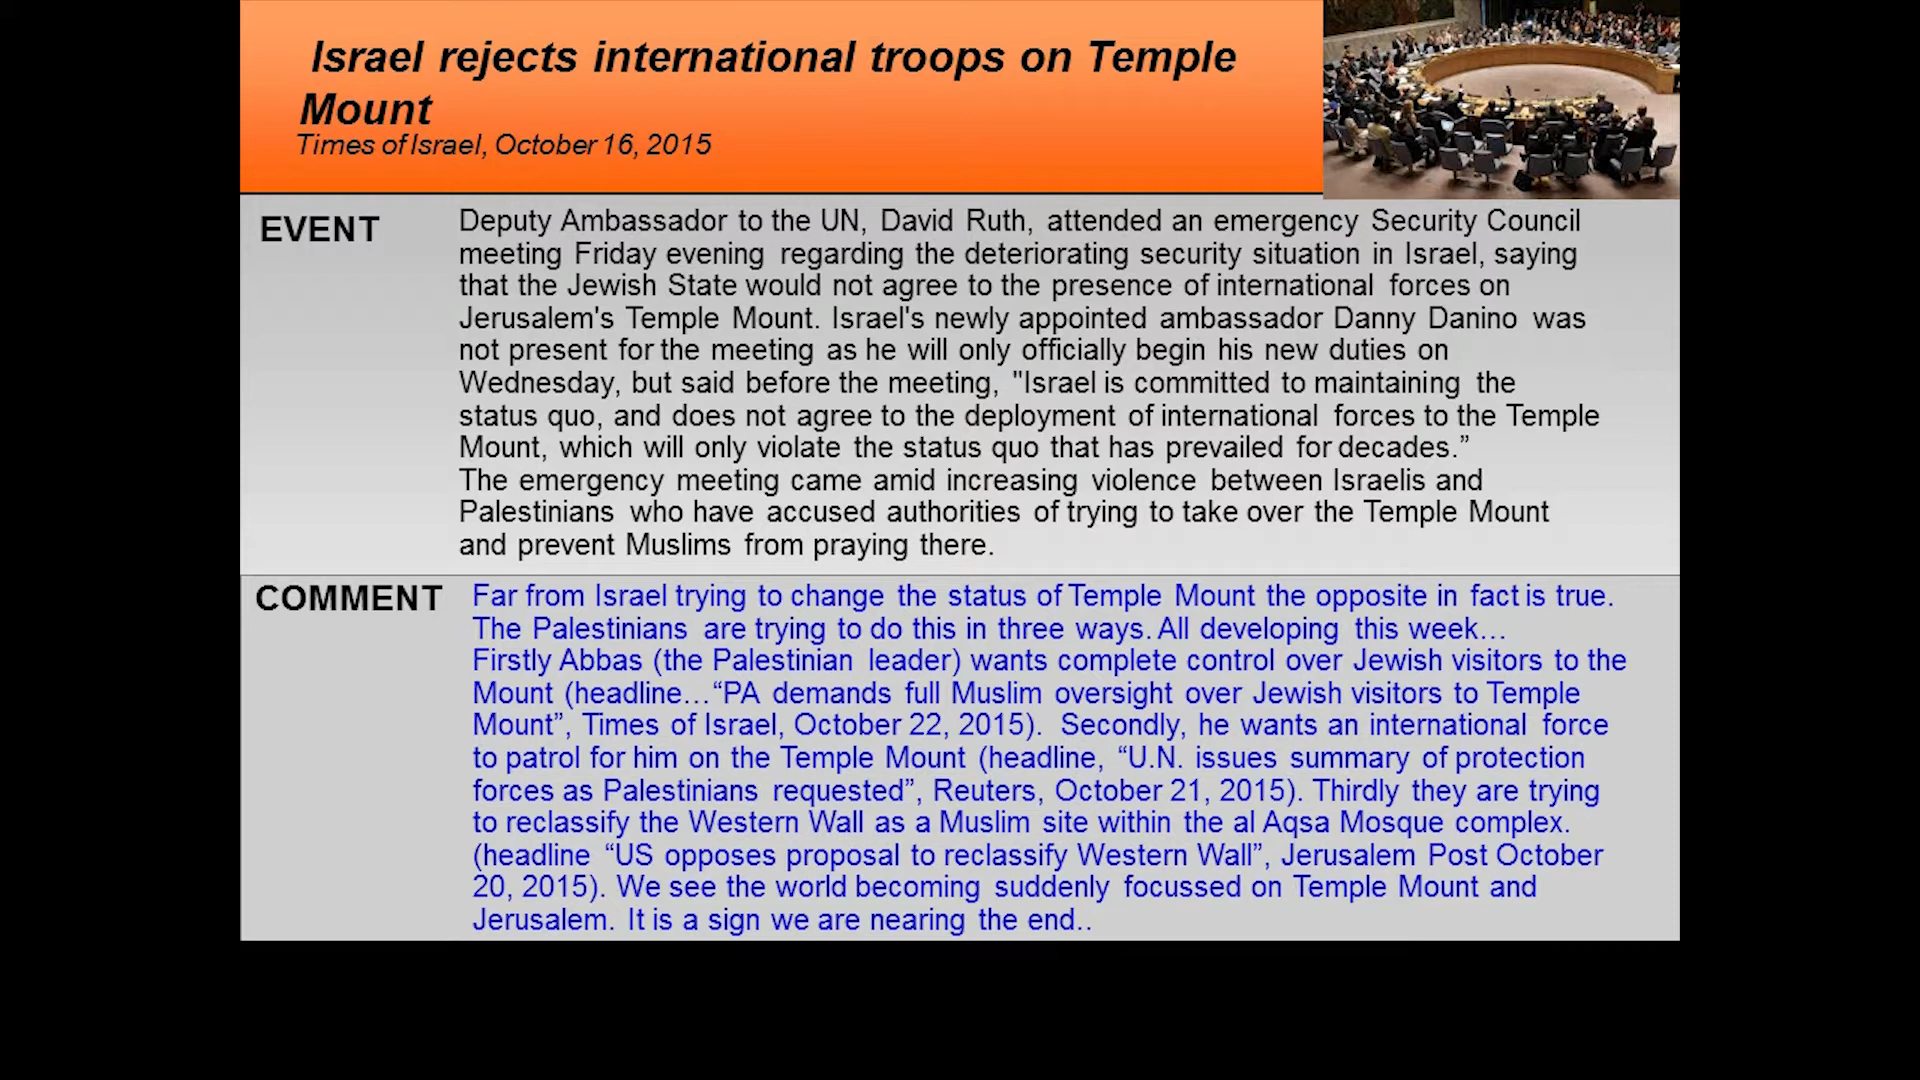 Israel rejects international troops on Temple
Mount
Times of Israel, October 16, 2015
EVENT
Deputy Ambassador to the UN, David Ruth, attended an emergency Security Council
meeting Friday evening regarding the deteriorating security situation in Israel, saying
that the Jewish State would not agree to the presence of international forces on
Jerusalem's Temple Mount. Israel's newly appointed ambassador Danny Danino was
not present for the meeting as he will only officially begin his new duties on
Wednesday, but said before the meeting, "Israel is committed to maintaining the
status quo, and does not agree to the deployment of international forces to the Temple
Mount, which will only violate the status quo that has prevailed for decades.”
The emergency meeting came amid increasing violence between Israelis and
Palestinians who have accused authorities of trying to take over the Temple Mount
and prevent Muslims from praying there.
COMMENT
Far from Israel trying to change the status of Temple Mount the opposite in fact is true.
The Palestinians are trying to do this in three ways. All developing this week…
Firstly Abbas (the Palestinian leader) wants complete control over Jewish visitors to the
Mount (headline…“PA demands full Muslim oversight over Jewish visitors to Temple
Mount”, Times of Israel, October 22, 2015). Secondly, he wants an international force
to patrol for him on the Temple Mount (headline, “U.N. issues summary of protection
forces as Palestinians requested”, Reuters, October 21, 2015). Thirdly they are trying
to reclassify the Western Wall as a Muslim site within the al Aqsa Mosque complex.
(headline “US opposes proposal to reclassify Western Wall”, Jerusalem Post October
20, 2015). We see the world becoming suddenly focussed on Temple Mount and
Jerusalem. It is a sign we are nearing the end..